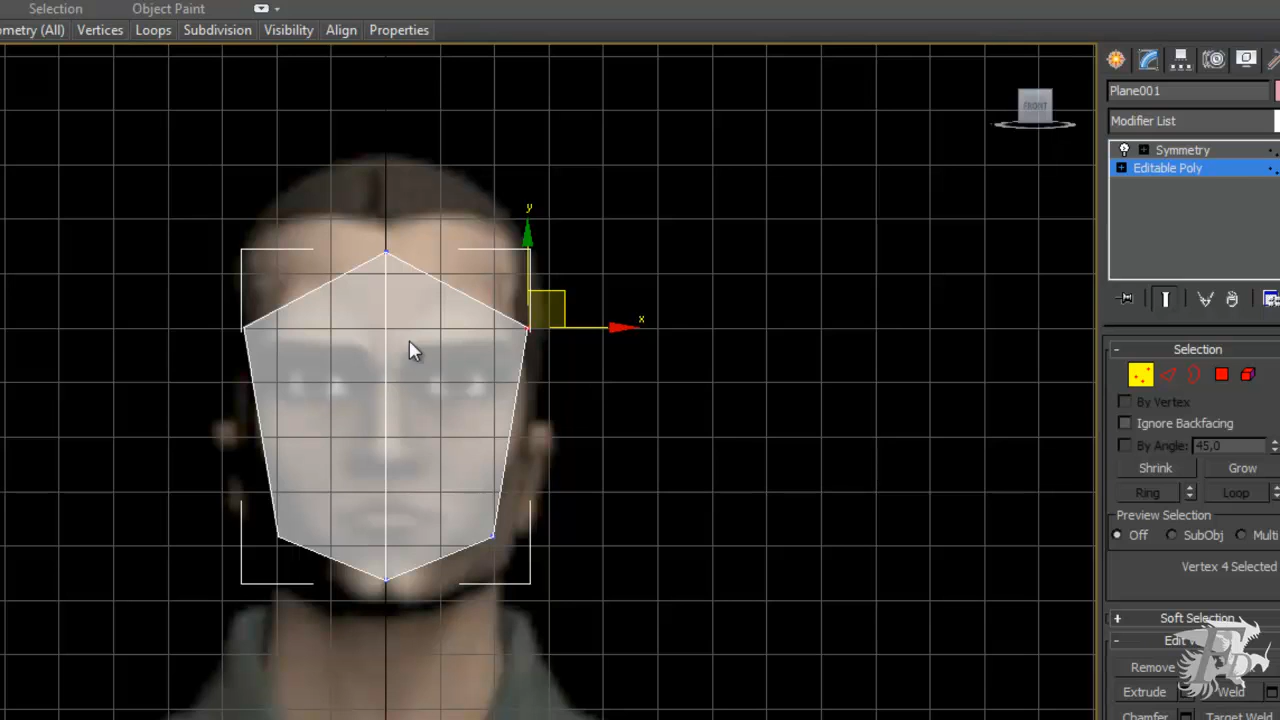 Selection Object Paint
ometry (All) Vertices Loops Subdivision Visibility Align Properties
Plane001
Modifier List
Symmetry
Editable Poly
FRONT
y
x
Selection
By Vertex
Ignore Backfacing
By Angle: 45,0
Shrink Grow
Ring Loop
Preview Selection
Off SubObj Multi
Vertex 4 Selected
Soft Selection
Edit
Remove
Extrude Weld
Chamfer Target Weld